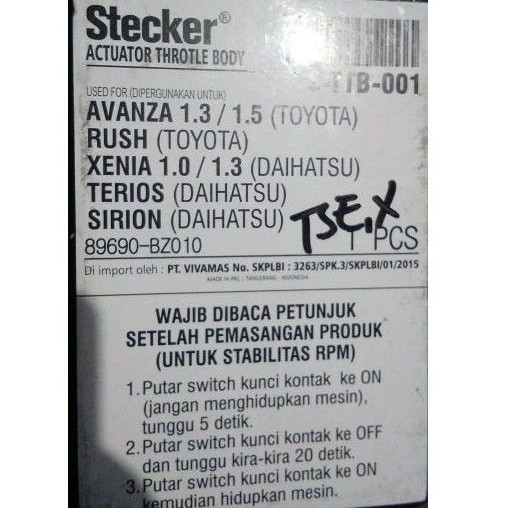 Stecker®
ACTUATOR THROTLE BODY
TB-001
USED FOR (DIPERGUNAKAN UNTUK)
AVANZA 1.3 / 1.5 (TOYOTA)
RUSH (TOYOTA)
XENIA 1.0 / 1.3 (DAIHATSU)
TERIOS (DAIHATSU)
SIRION (DAIHATSU)
89690-BZ010
1 PCS
Di import oleh : PT. VIVAMAS No. SKPLBI : 3263/SPK.3/SKPLBI/01/2015
MADE IN PRC | TANGERANG - INDONESIA
WAJIB DIBACA PETUNJUK
SETELAH PEMASANGAN PRODUK
(UNTUK STABILITAS RPM)
1. Putar switch kunci kontak ke ON
(jangan menghidupkan mesin),
tunggu 5 detik.
2. Putar switch kunci kontak ke OFF
dan tunggu kira-kira 20 detik.
3. Putar switch kunci kontak ke ON
kemudian hidupkan mesin.